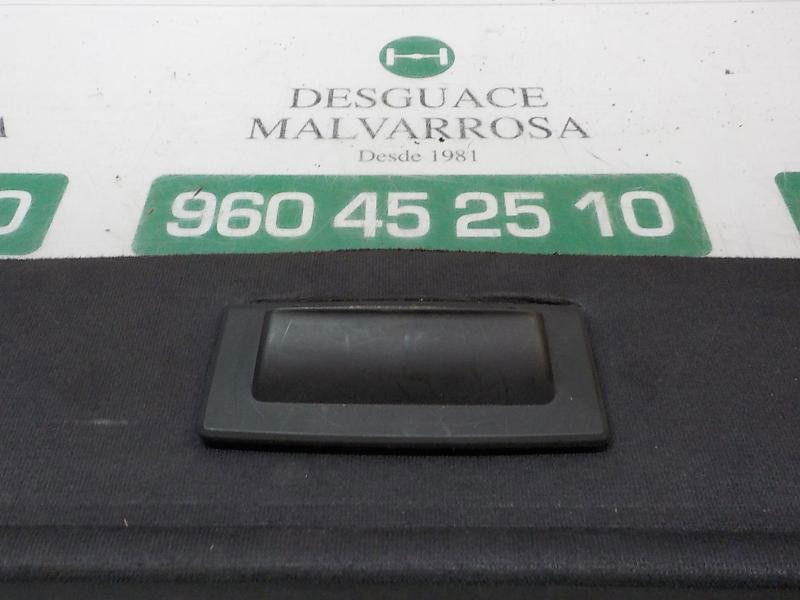 DESGUACE
MALVARROSA
Desde 1981
960 45 25 10